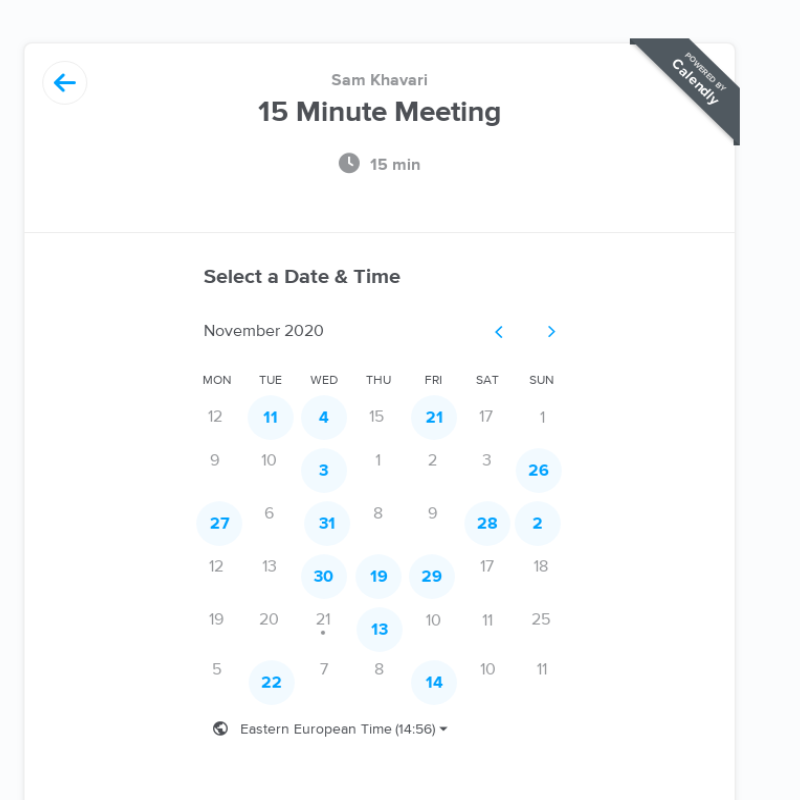 POWERED BY
Calendly
Sam Khavari
15 Minute Meeting
15 min
Select a Date & Time
November 2020
MON TUE WED THU FRI SAT SUN
12 11 4 15 21 17 1
9 10 3 1 2 3 26
27 6 31 8 9 28 2
12 13 30 19 29 17 18
19 20 21 13 10 11 25
5 22 7 8 14 10 11
Eastern European Time (14:56)